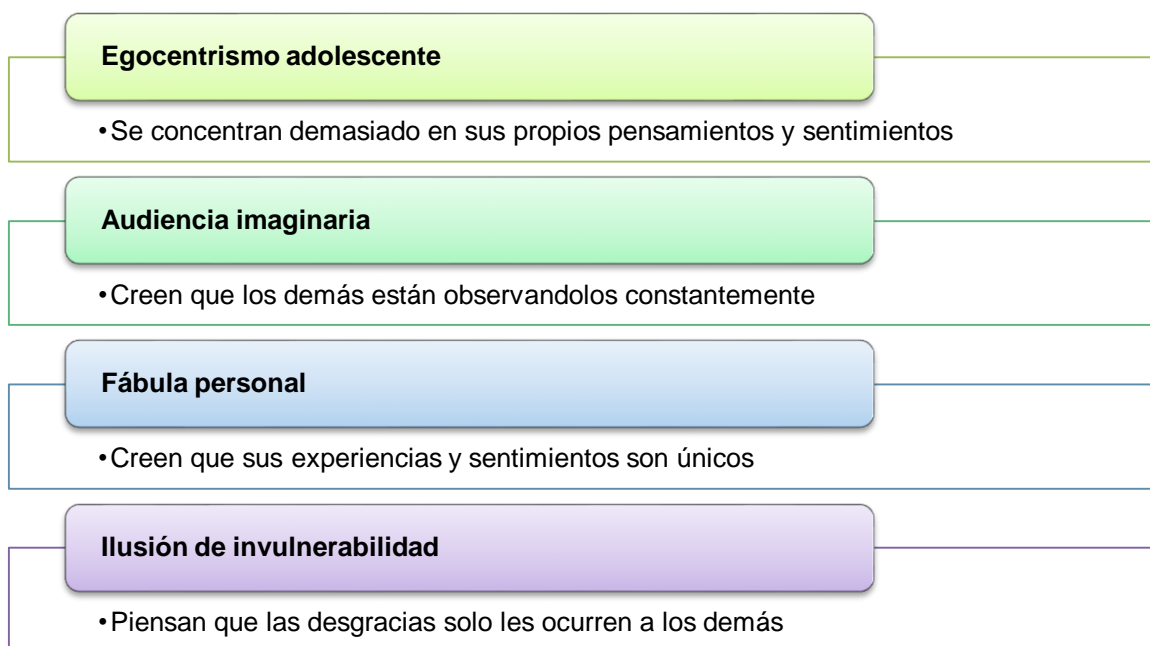 Egocentrismo adolescente
•Se concentran demasiado en sus propios pensamientos y sentimientos
Audiencia imaginaria
•Creen que los demás están observandolos constantemente
Fábula personal
•Creen que sus experiencias y sentimientos son únicos
Ilusión de invulnerabilidad
•Piensan que las desgracias solo les ocurren a los demás